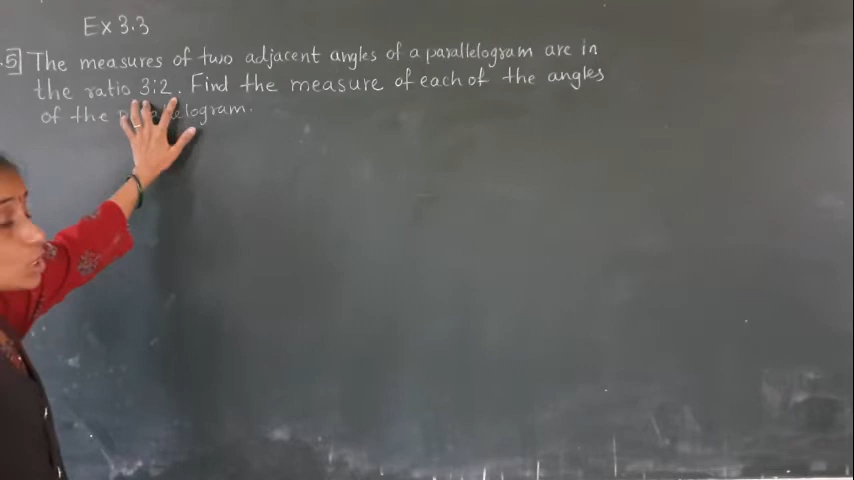 Ex 3.3
5] The measures of two adjacent angles of a parallelogram are in
the ratio 3:2. Find the measure of each of the angles
of the parallelogram.